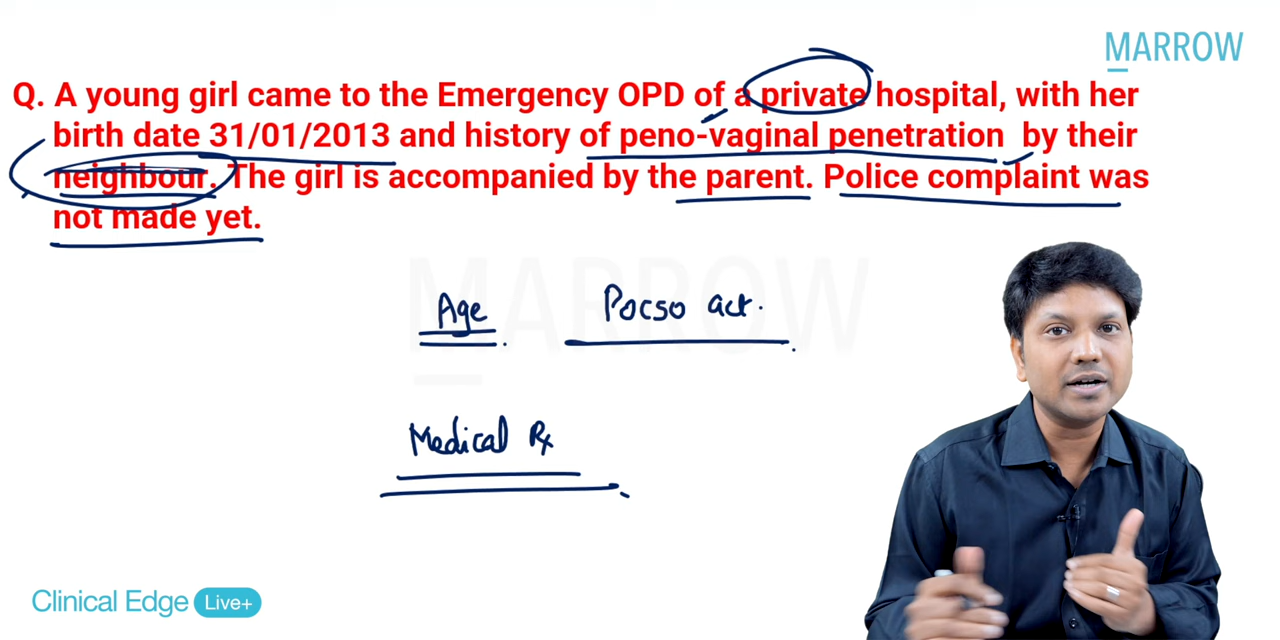 MARROW
Q. A young girl came to the Emergency OPD of a private hospital, with her
birth date 31/01/2013 and history of peno-vaginal penetration by their
neighbour. The girl is accompanied by the parent. Police complaint was
not made yet.
MARROW
Age
Pocso act.
Medical Rx
Clinical Edge Live+